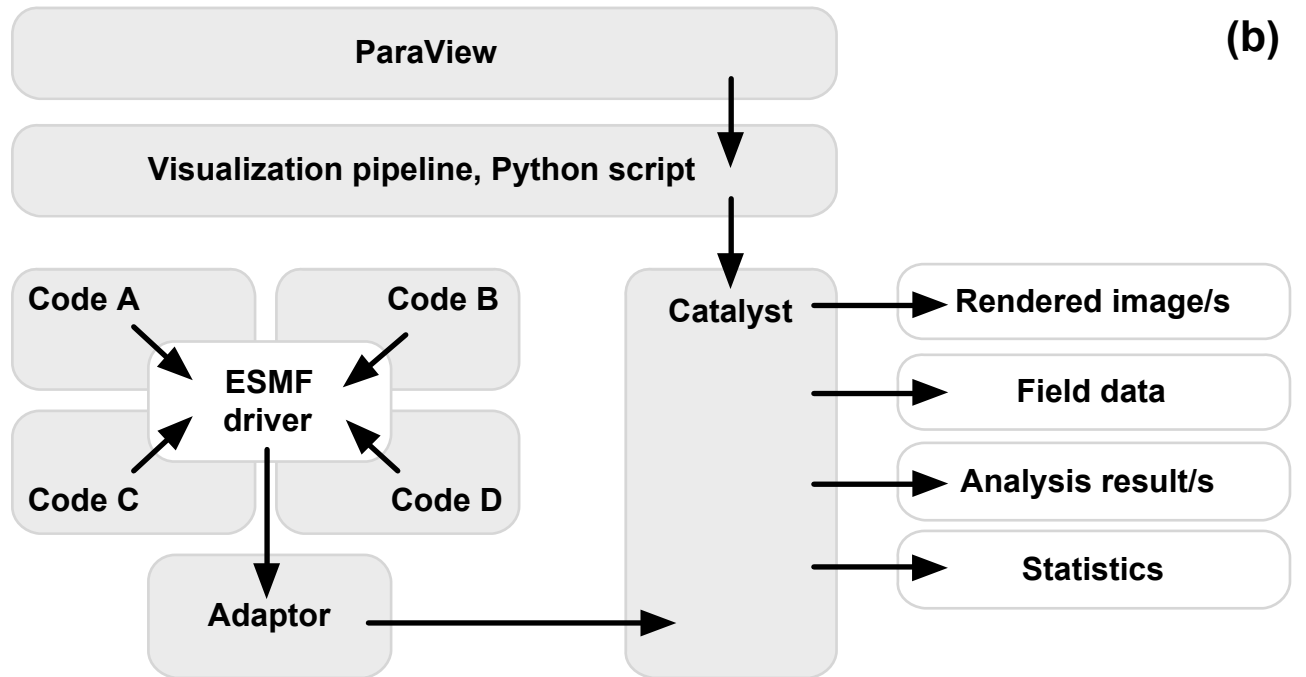 (b)
ParaView
Visualization pipeline, Python script
Code A
Code B
ESMF
driver
Code C
Code D
Adaptor
Catalyst
Rendered image/s
Field data
Analysis result/s
Statistics